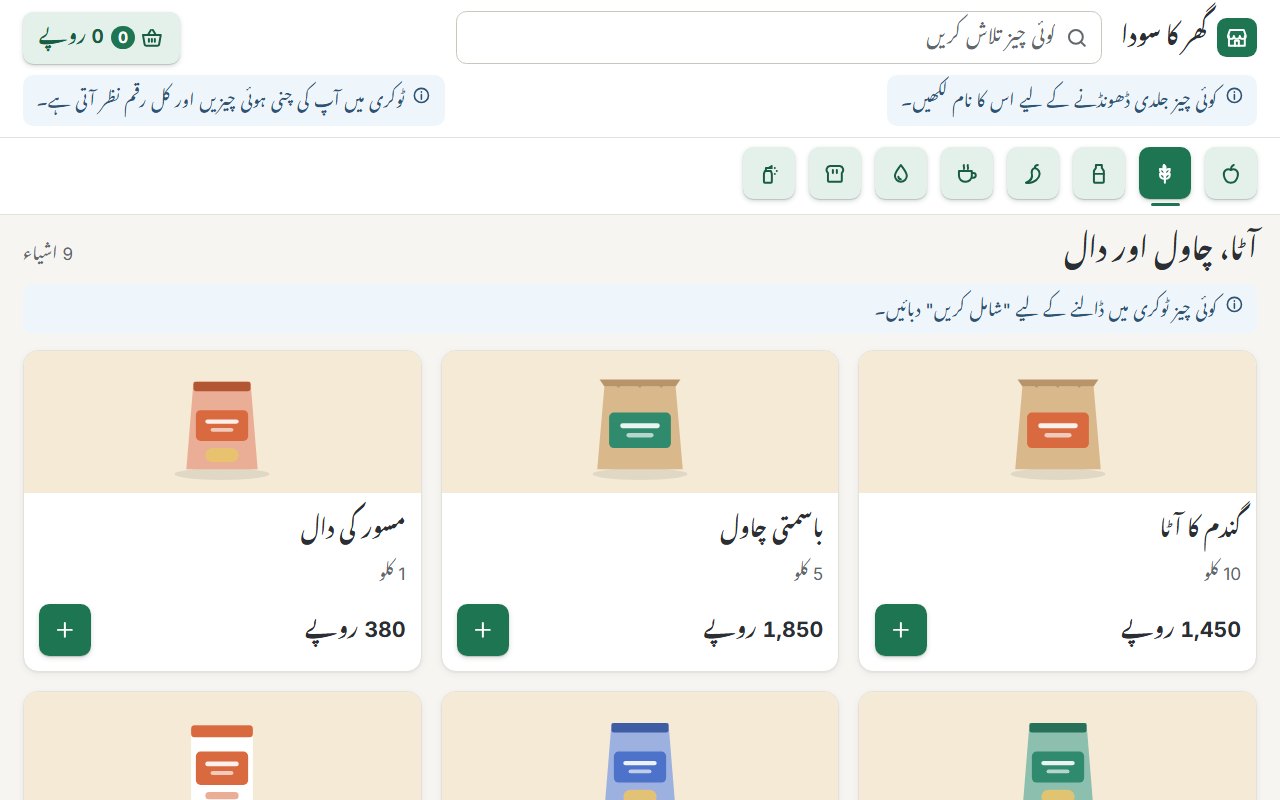 گھر کا سودا
کوئی چیز تلاش کریں
0 0 روپے
کوئی چیز جلدی ڈھونڈنے کے لیے اس کا نام لکھیں۔
ٹوکری میں آپ کی چنی ہوئی چیزیں اور کل رقم نظر آتی ہے۔
آٹا، چاول اور دال
9 اشیاء
کوئی چیز ٹوکری میں ڈالنے کے لیے "شامل کریں" دبائیں۔
گندم کا آٹا
10 کلو
1,450 روپے
باسمتی چاول
5 کلو
1,850 روپے
مسور کی دال
1 کلو
380 روپے